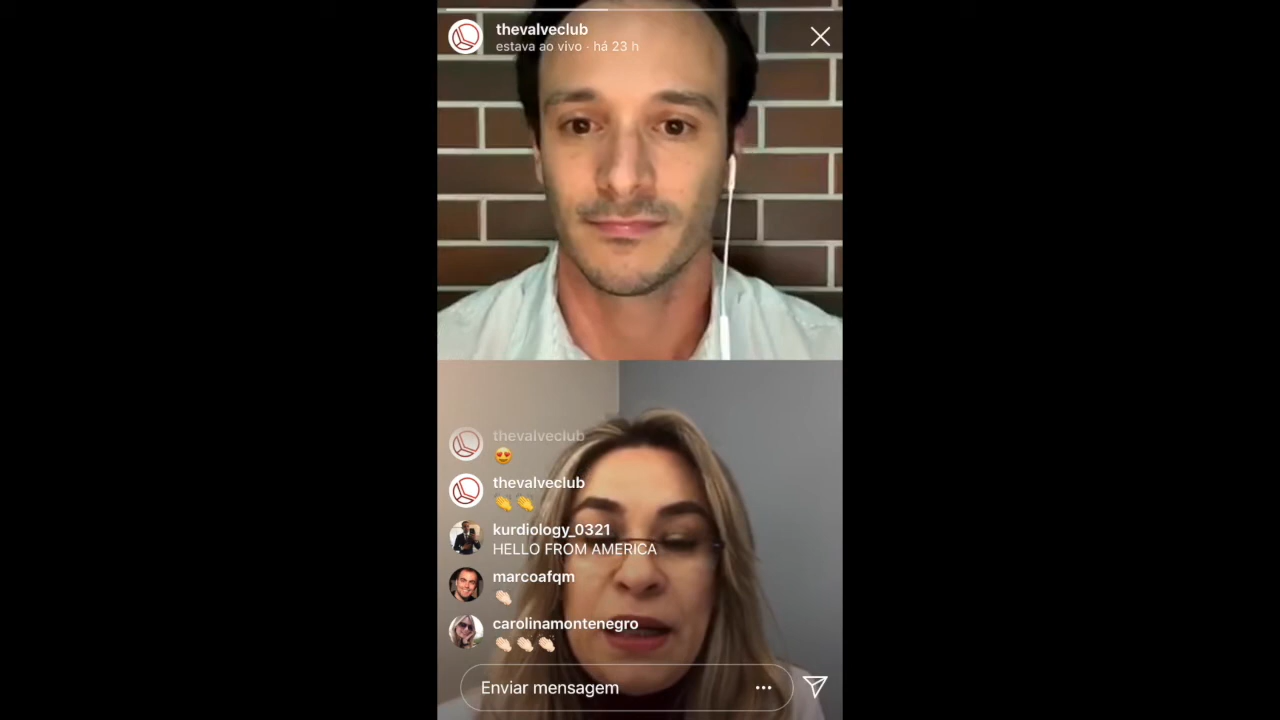 thevalveclub
estava ao vivo · há 23 h
thevalveclub
😍
thevalveclub
👏 👏
kurdiology_0321
HELLO FROM AMERICA
marcoafqm
👏🏻
carolinamontenegro
👏🏻 👏🏻 👏🏻
Enviar mensagem